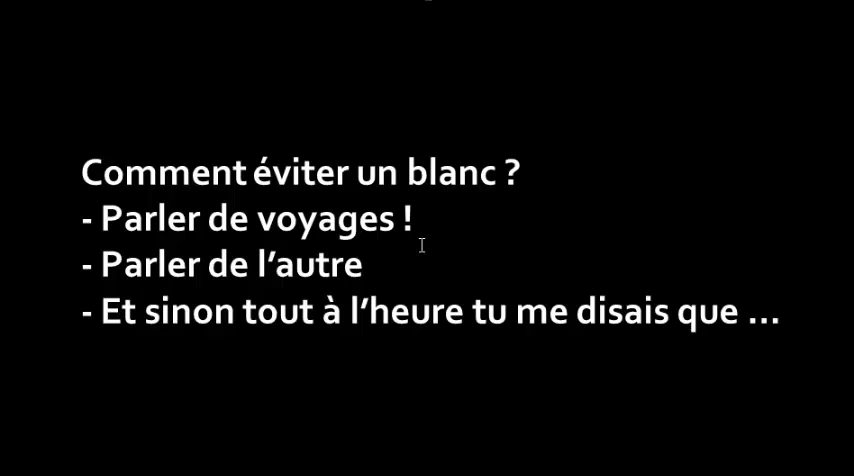 Comment éviter un blanc ?
- Parler de voyages !
- Parler de l’autre
- Et sinon tout à l’heure tu me disais que ...